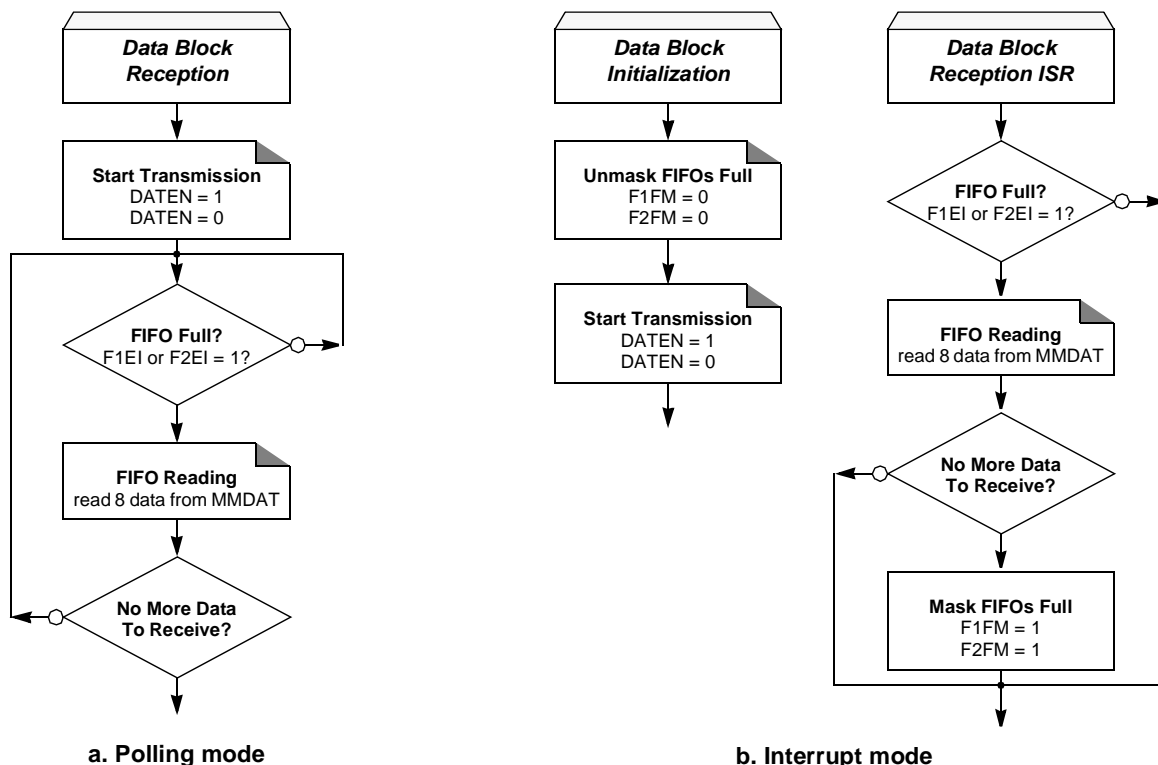 Data Block
Reception
Start Transmission
DATEN = 1
DATEN = 0
FIFO Full?
F1EI or F2EI = 1?
FIFO Reading
read 8 data from MMDAT
No More Data
To Receive?
a. Polling mode
Data Block
Initialization
Unmask FIFOs Full
F1FM = 0
F2FM = 0
Start Transmission
DATEN = 1
DATEN = 0
Data Block
Reception ISR
FIFO Full?
F1EI or F2EI = 1?
FIFO Reading
read 8 data from MMDAT
No More Data
To Receive?
Mask FIFOs Full
F1FM = 1
F2FM = 1
b. Interrupt mode